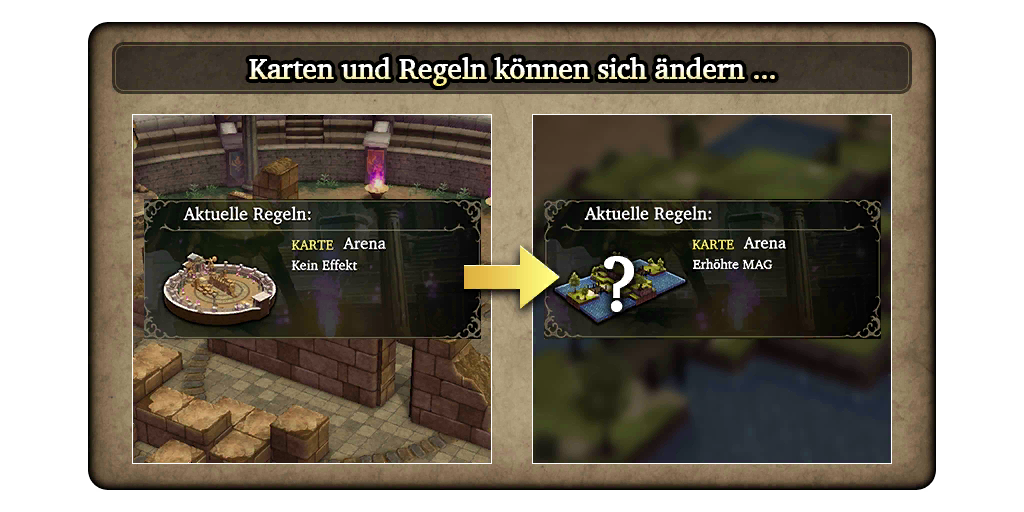 Karten und Regeln können sich ändern ...
Aktuelle Regeln:
KARTE Arena
Kein Effekt
Aktuelle Regeln:
KARTE Arena
Erhöhte MAG
?